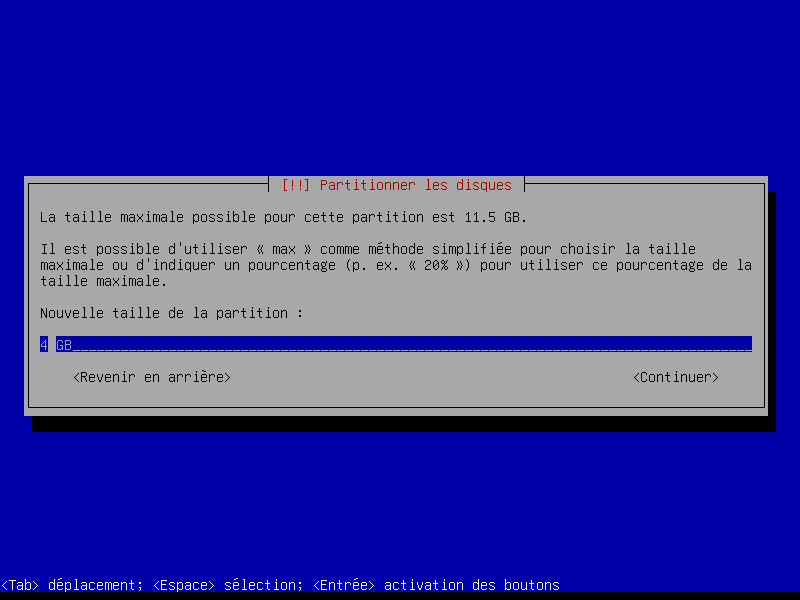 [!!] Partitionner les disques
La taille maximale possible pour cette partition est 11.5 GB.
Il est possible d'utiliser « max » comme méthode simplifiée pour choisir la taille
maximale ou d'indiquer un pourcentage (p. ex. « 20% ») pour utiliser ce pourcentage de la
taille maximale.
Nouvelle taille de la partition :
4 GB
<Revenir en arrière> <Continuer>
<Tab> déplacement; <Espace> sélection; <Entrée> activation des boutons